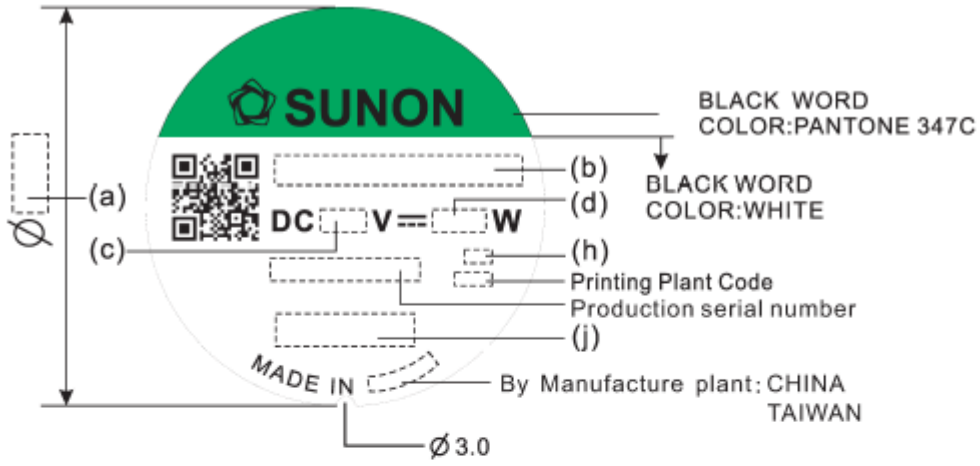 SUNON
BLACK WORD
COLOR:PANTONE 347C
(a)
(b)
BLACK WORD
COLOR:WHITE
(d)
DC V W
(c)
(h)
Printing Plant Code
Production serial number
(j)
MADE IN
By Manufacture plant: CHINA
TAIWAN
Ø
Ø 3.0